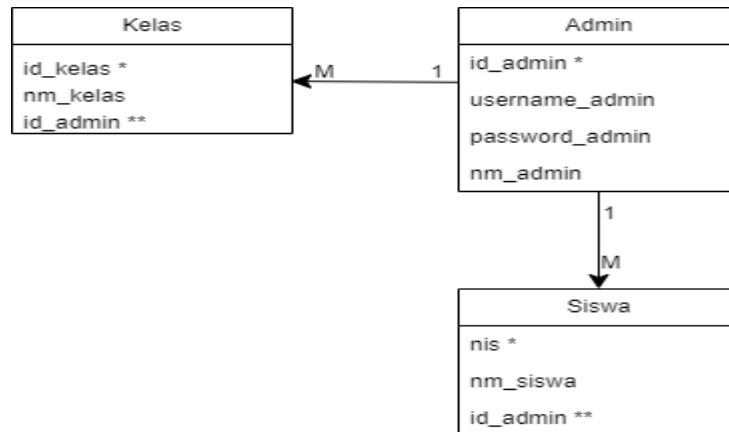 Kelas
id_kelas *
nm_kelas
id_admin **
M
1
Admin
id_admin *
username_admin
password_admin
nm_admin
1
M
Siswa
nis *
nm_siswa
id_admin **